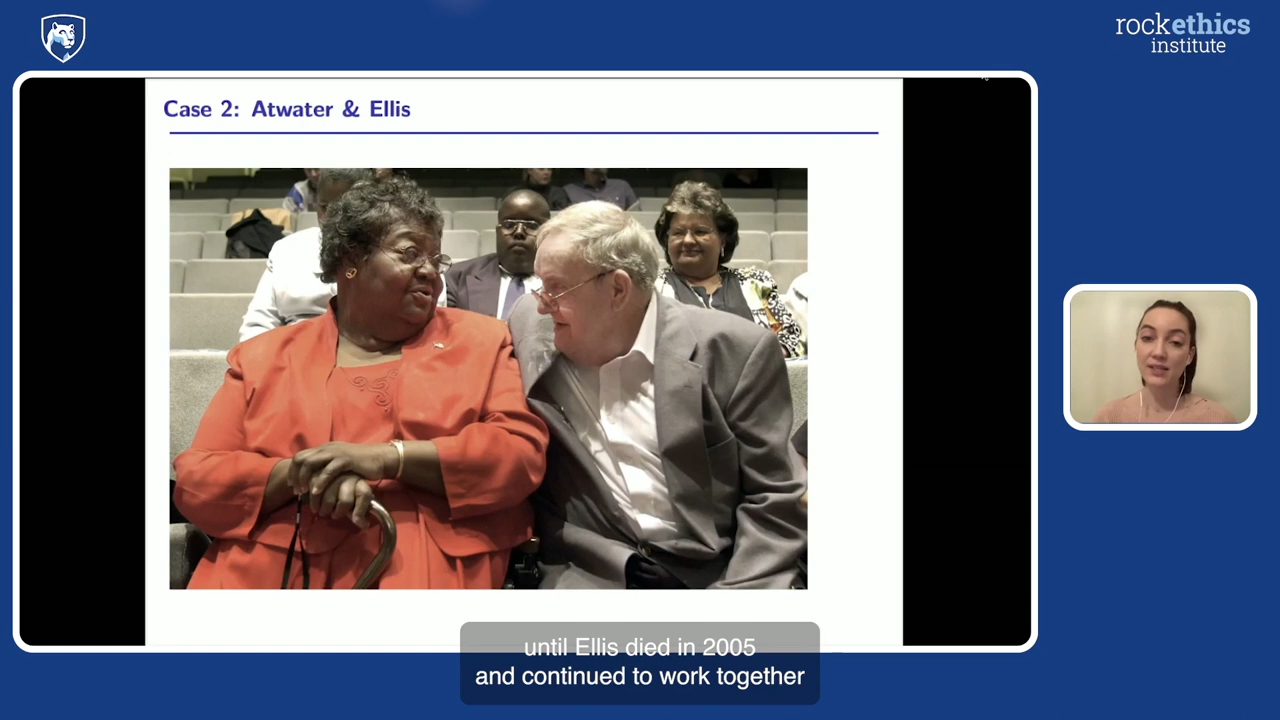 rockethics
institute
Case 2: Atwater & Ellis
until Ellis died in 2005
and continued to work together